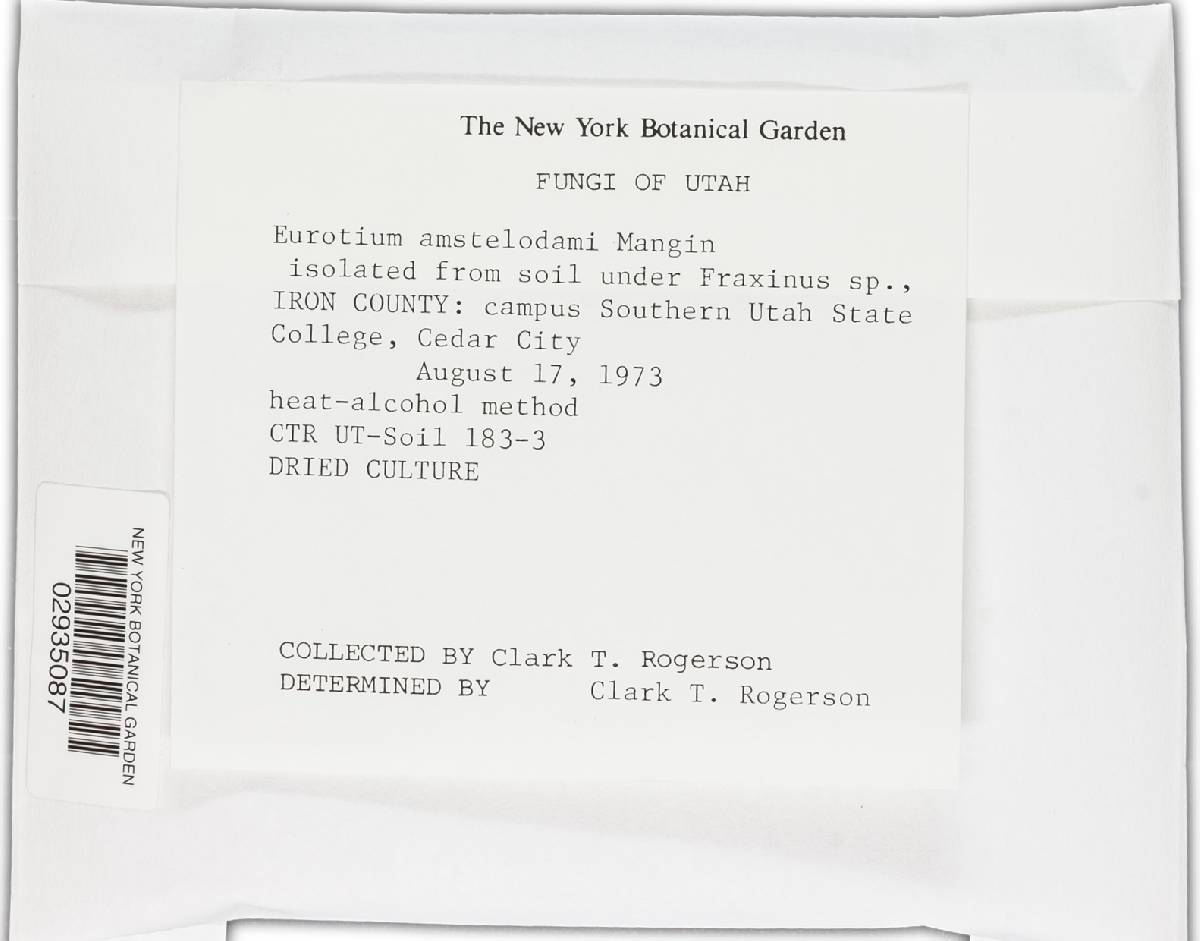 The New York Botanical Garden
FUNGI OF UTAH
Eurotium amstelodami Mangin
isolated from soil under Fraxinus sp.,
IRON COUNTY: campus Southern Utah State
College, Cedar City
August 17, 1973
heat-alcohol method
CTR UT-Soil 183-3
DRIED CULTURE
COLLECTED BY Clark T. Rogerson
DETERMINED BY Clark T. Rogerson
NEW YORK BOTANICAL GARDEN
02935087